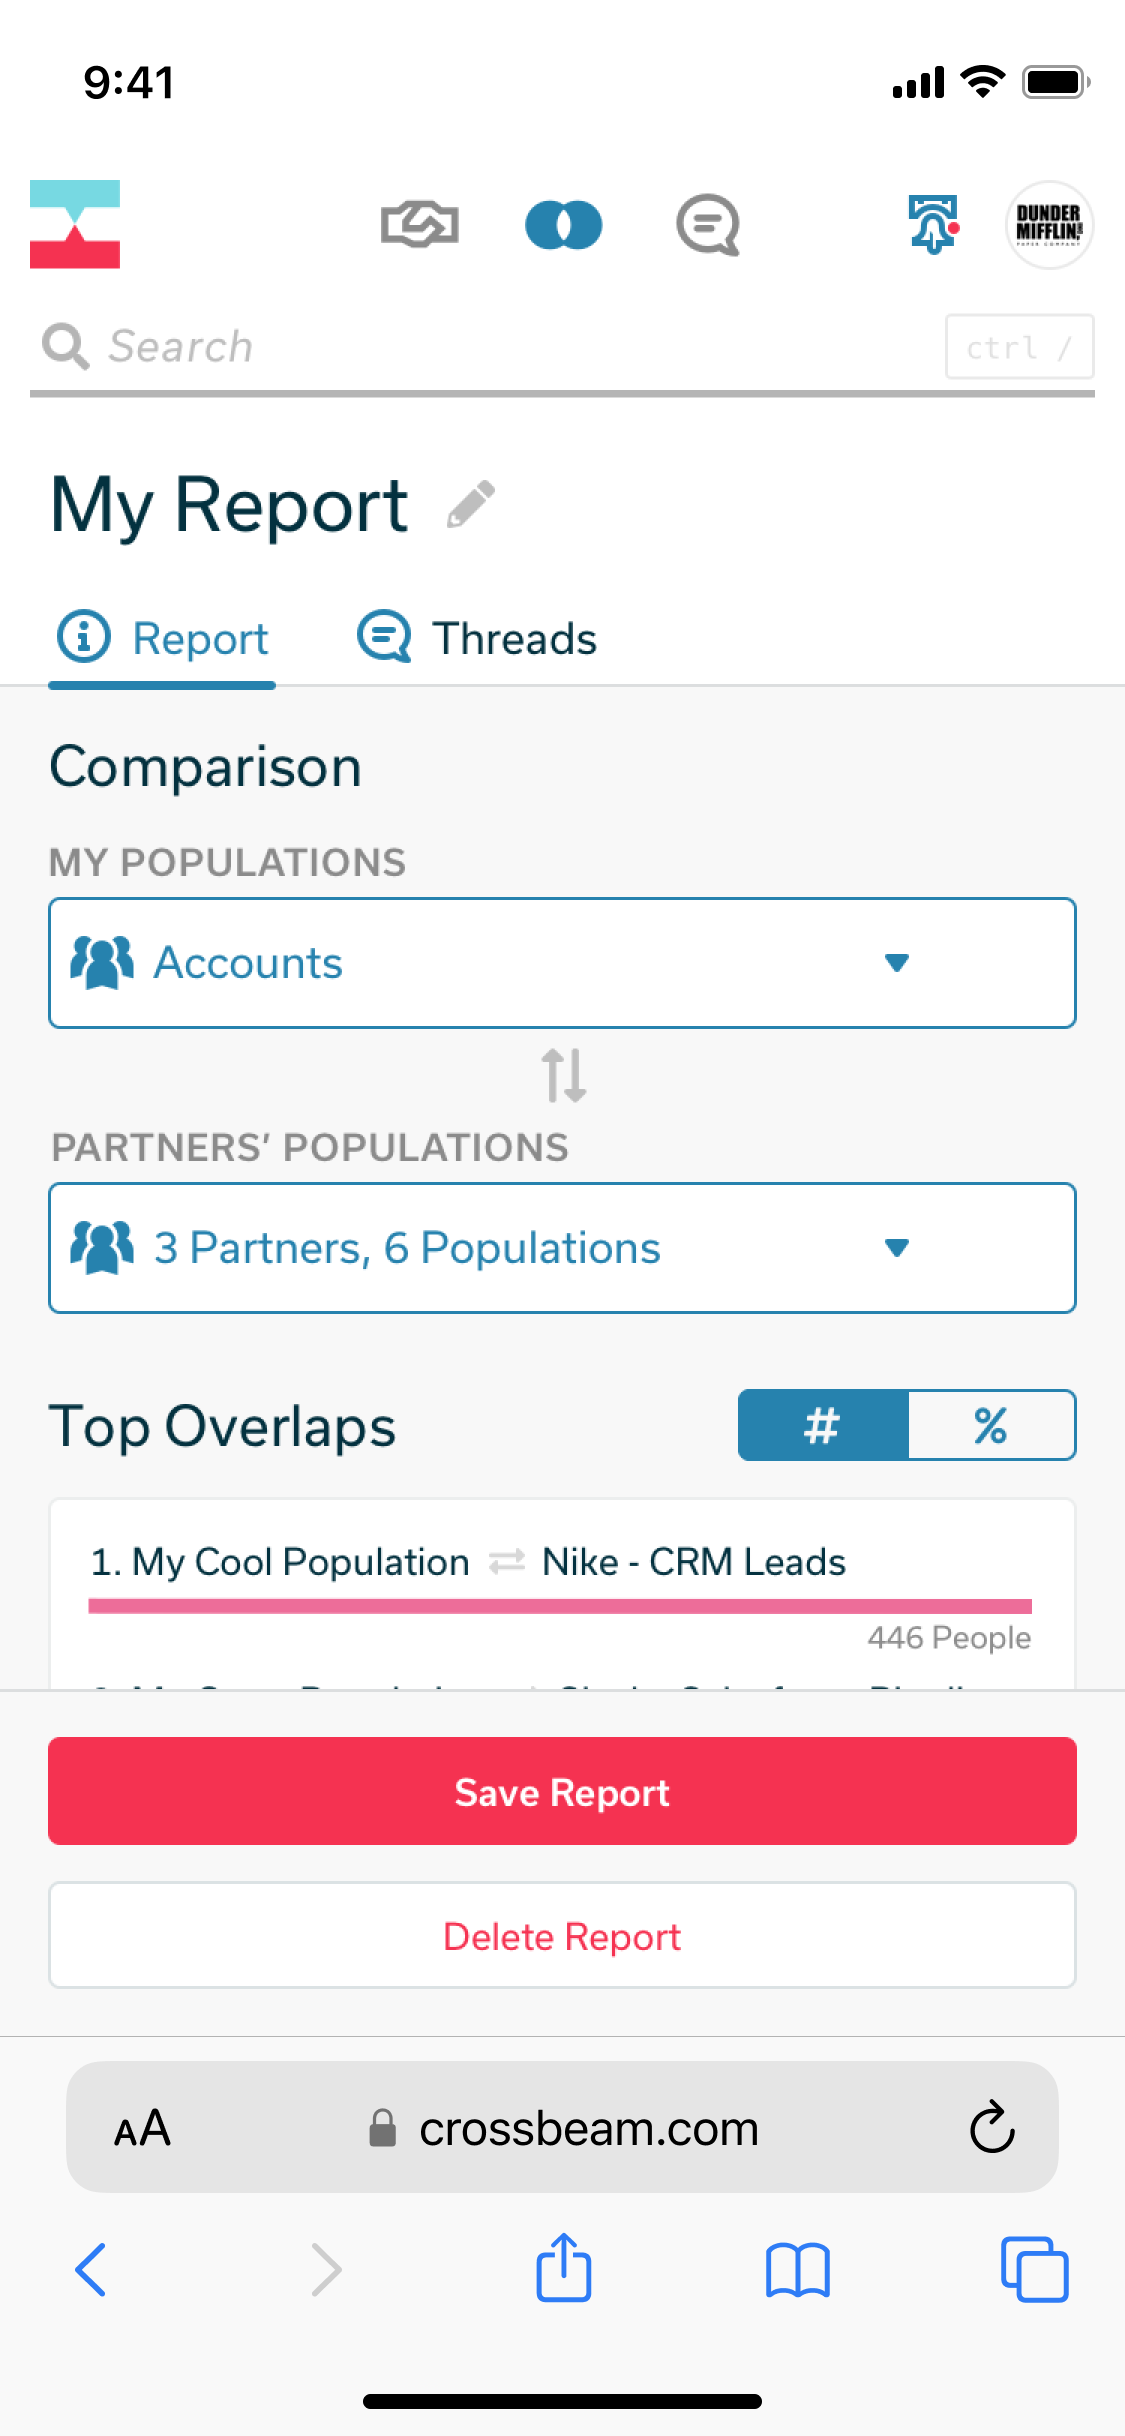 9:41
DUNDER
MIFFLIN
PAPER COMPANY
Search
ctrl /
My Report
Report
Threads
Comparison
MY POPULATIONS
Accounts
PARTNERS’ POPULATIONS
3 Partners, 6 Populations
Top Overlaps
#
%
1. My Cool Population
Nike - CRM Leads
446 People
Save Report
Delete Report
AA
crossbeam.com